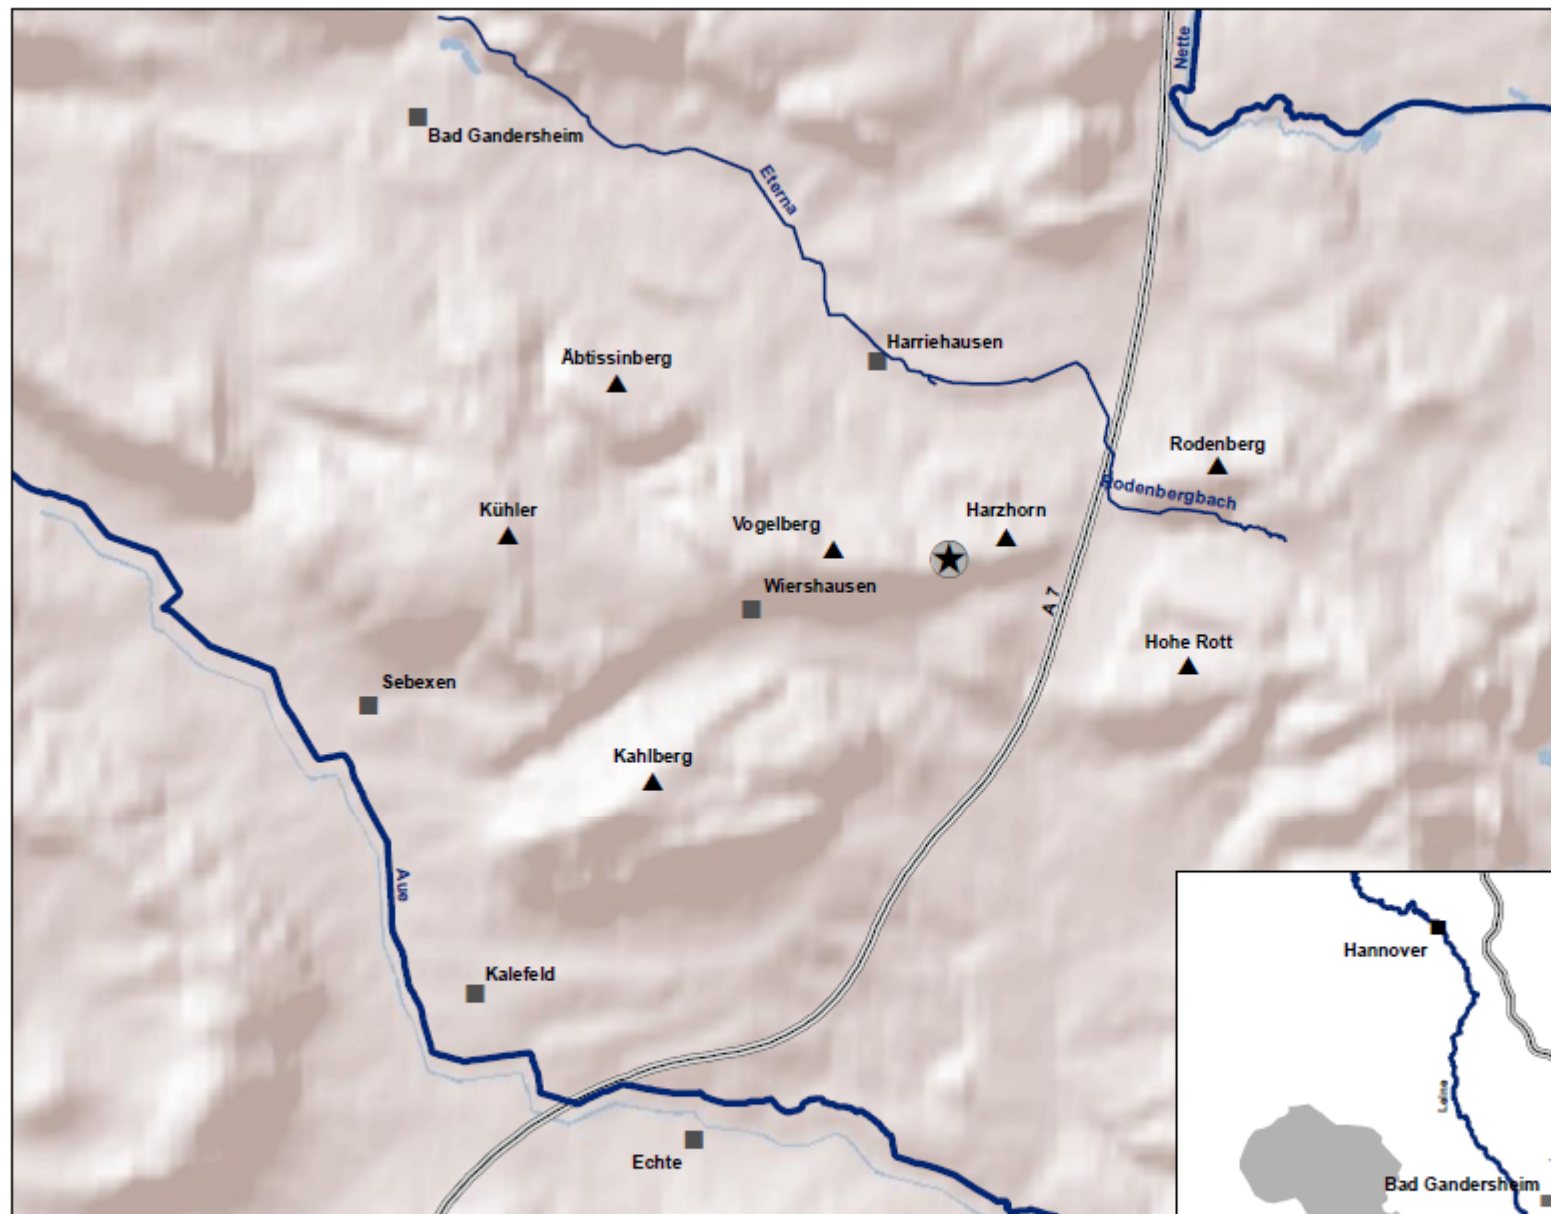 Nette
Bad Gandersheim
Eterna
Harriehausen
Äbtissinberg
Rodenberg
Rodenbergbach
Kühler
Harzhorn
Vogelberg
Wiershausen
A 7
Hohe Rott
Sebexen
Kahlberg
Aue
Hannover
Kalefeld
Leine
Echte
Bad Gandersheim